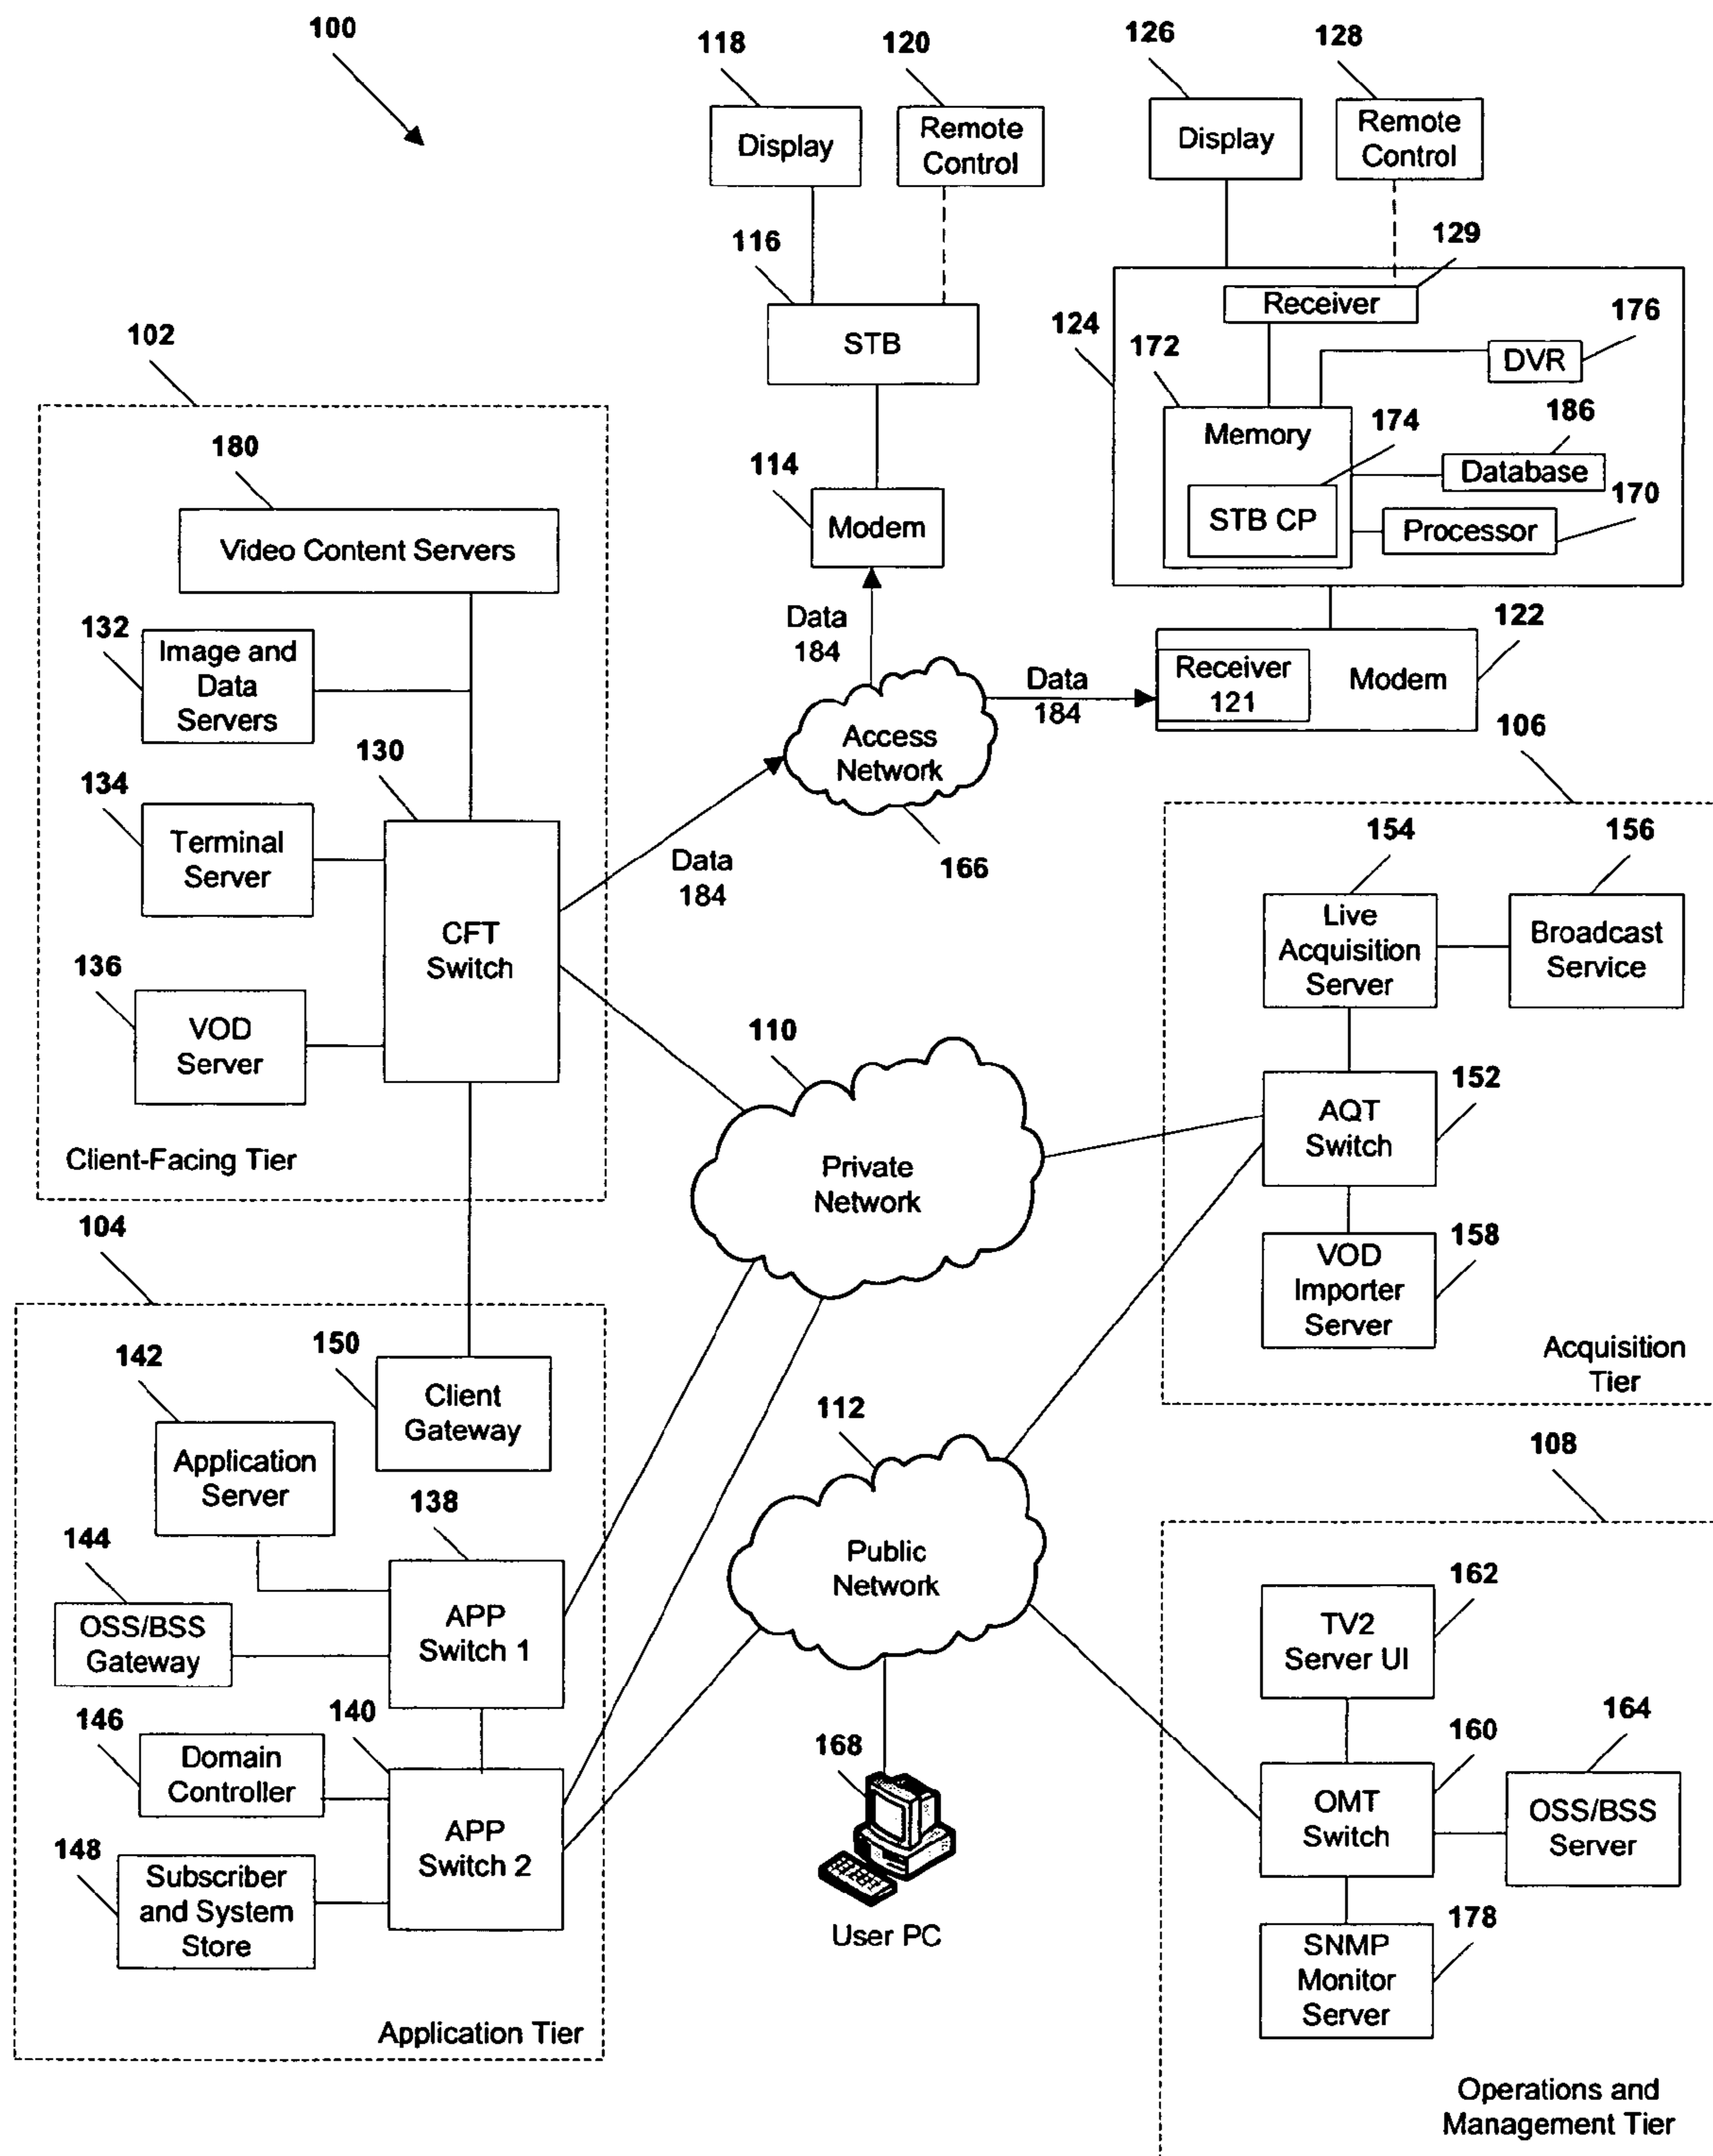 100
118
120
126
128
Display
Remote
Control
Display
Remote
Control
116
129
STB
Receiver
124
172
176
DVR
Memory
174
186
Database
STB CP
170
Processor
102
180
Video Content Servers
114
Modem
132
Image and
Data
Servers
Data
184
122
Receiver
121
Modem
Data
184
Access
Network
166
130
134
Terminal
Server
Data
184
CFT
Switch
136
VOD
Server
Client-Facing Tier
106
154
156
Live
Acquisition
Server
Broadcast
Service
110
Private
Network
152
AQT
Switch
158
VOD
Importer
Server
Acquisition
Tier
104
142
150
Client
Gateway
Application
Server
138
144
OSS/BSS
Gateway
APP
Switch 1
146
140
Domain
Controller
APP
Switch 2
148
Subscriber
and System
Store
Application Tier
112
Public
Network
168
User PC
108
162
TV2
Server UI
160
164
OMT
Switch
OSS/BSS
Server
178
SNMP
Monitor
Server
Operations and
Management Tier